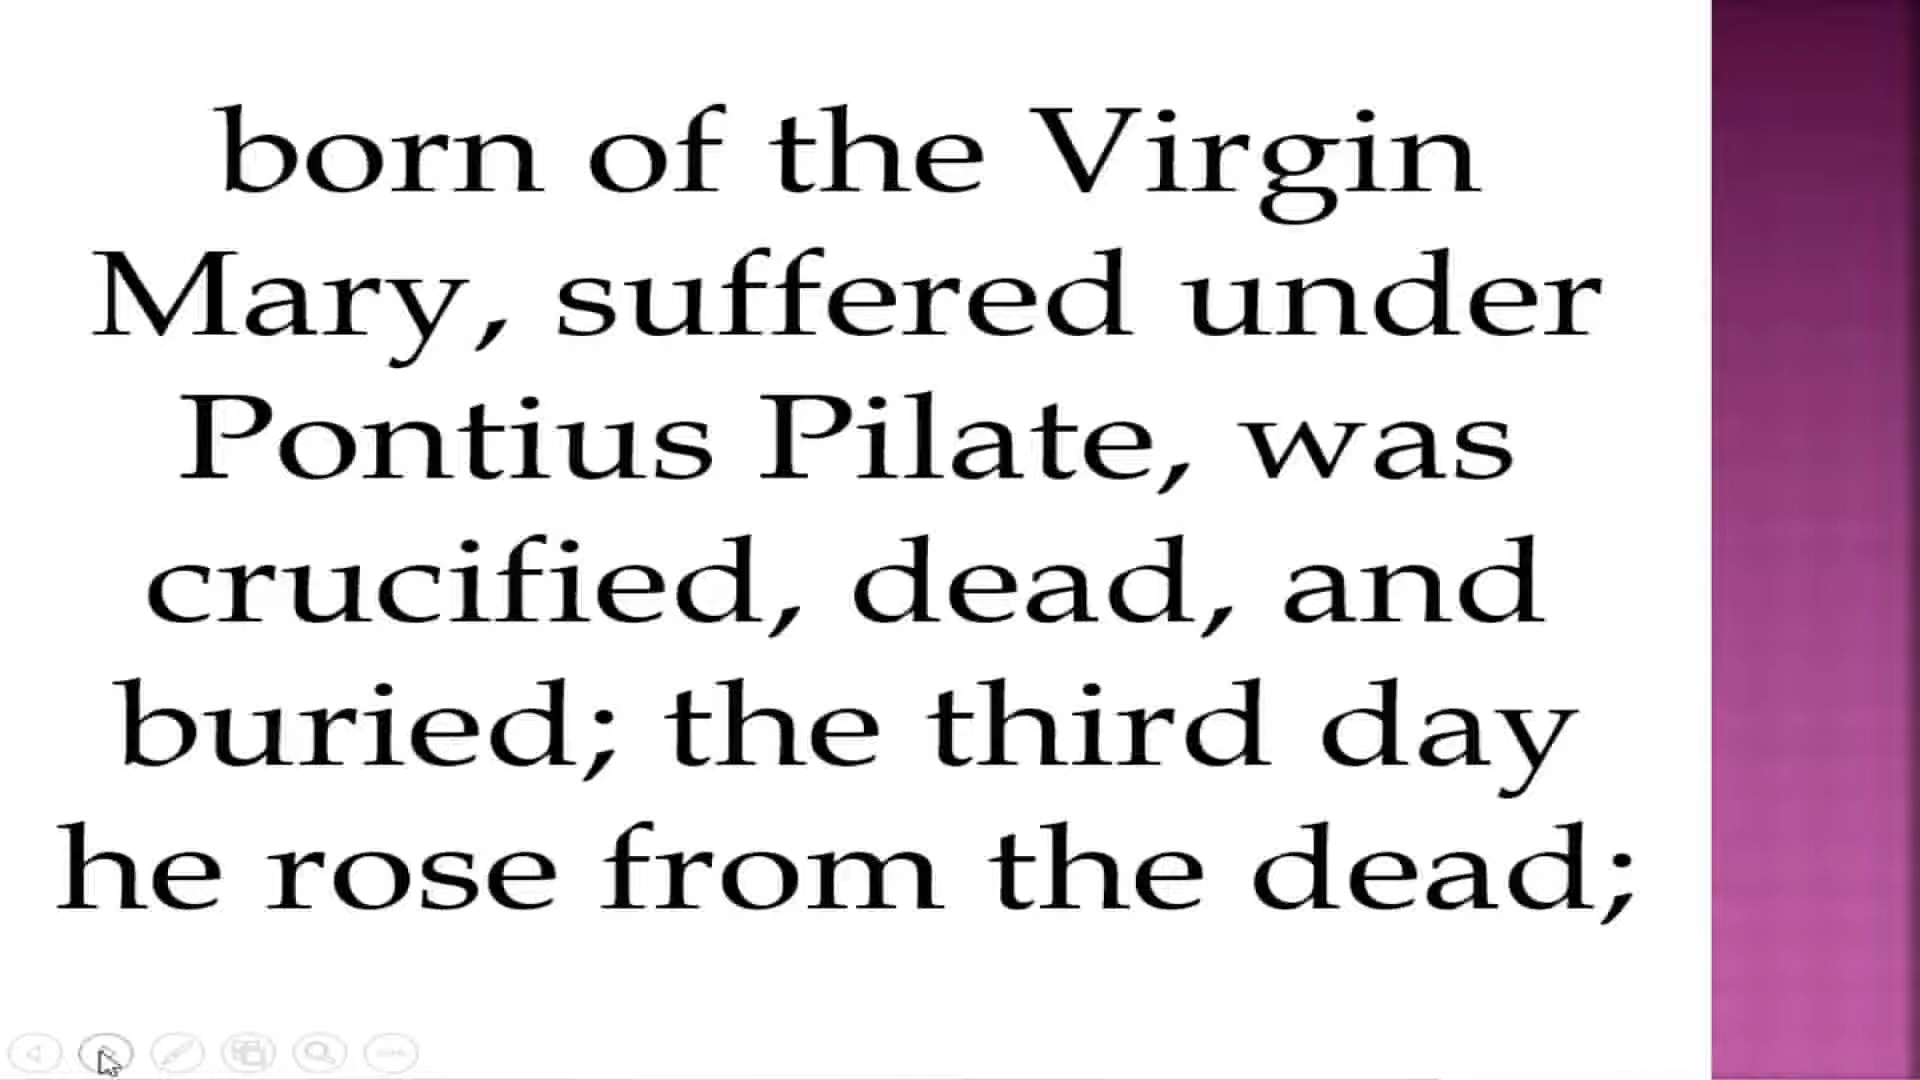 born of the Virgin
Mary, suffered under
Pontius Pilate, was
crucified, dead, and
buried; the third day
he rose from the dead;